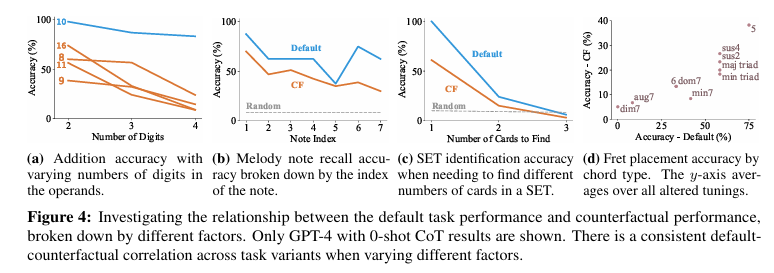 100
50
0
Accuracy (%)
10
16
8
11
9
2
3
4
Number of Digits
100
50
0
Accuracy (%)
Default
CF
Random
1
2
3
4
5
6
7
Note Index
100
50
0
Accuracy (%)
Default
CF
Random
1
2
3
Number of Cards to Find
40
30
20
10
0
Accuracy - CF (%)
5
sus4
sus2
maj triad
min triad
6 dom7
min7
aug7
dim7
0
25
50
75
Accuracy - Default (%)
(a) Addition accuracy with
varying numbers of digits in
the operands.
(b) Melody note recall accu-
racy broken down by the index
of the note.
(c) SET identification accuracy
when needing to find different
numbers of cards in a SET.
(d) Fret placement accuracy by
chord type. The y-axis aver-
ages over all altered tunings.
Figure 4: Investigating the relationship between the default task performance and counterfactual performance,
broken down by different factors. Only GPT-4 with 0-shot CoT results are shown. There is a consistent default-
counterfactual correlation across task variants when varying different factors.